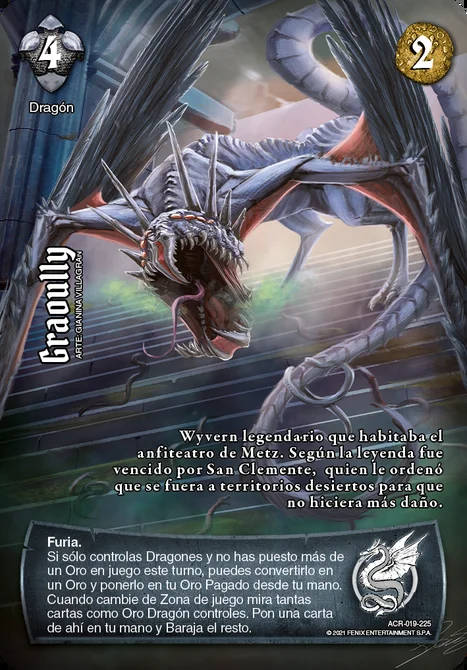 4
2
Dragón
Graoully
ARTE: GIANINA VILLAGRÁN
Wyvern legendario que habitaba el
anfiteatro de Metz. Según la leyenda fue
vencido por San Clemente, quien le ordenó
que se fuera a territorios desiertos para que
no hiciera más daño.
Furia.
Si sólo controlas Dragones y no has puesto más de
un Oro en juego este turno, puedes convertirlo en
un Oro y ponerlo en tu Oro Pagado desde tu mano.
Cuando cambie de Zona de juego mira tantas
cartas como Oro Dragón controles. Pon una carta
de ahí en tu mano y Baraja el resto.
ACR-019-225
© 2021 FENIX ENTERTAINMENT S.P.A.